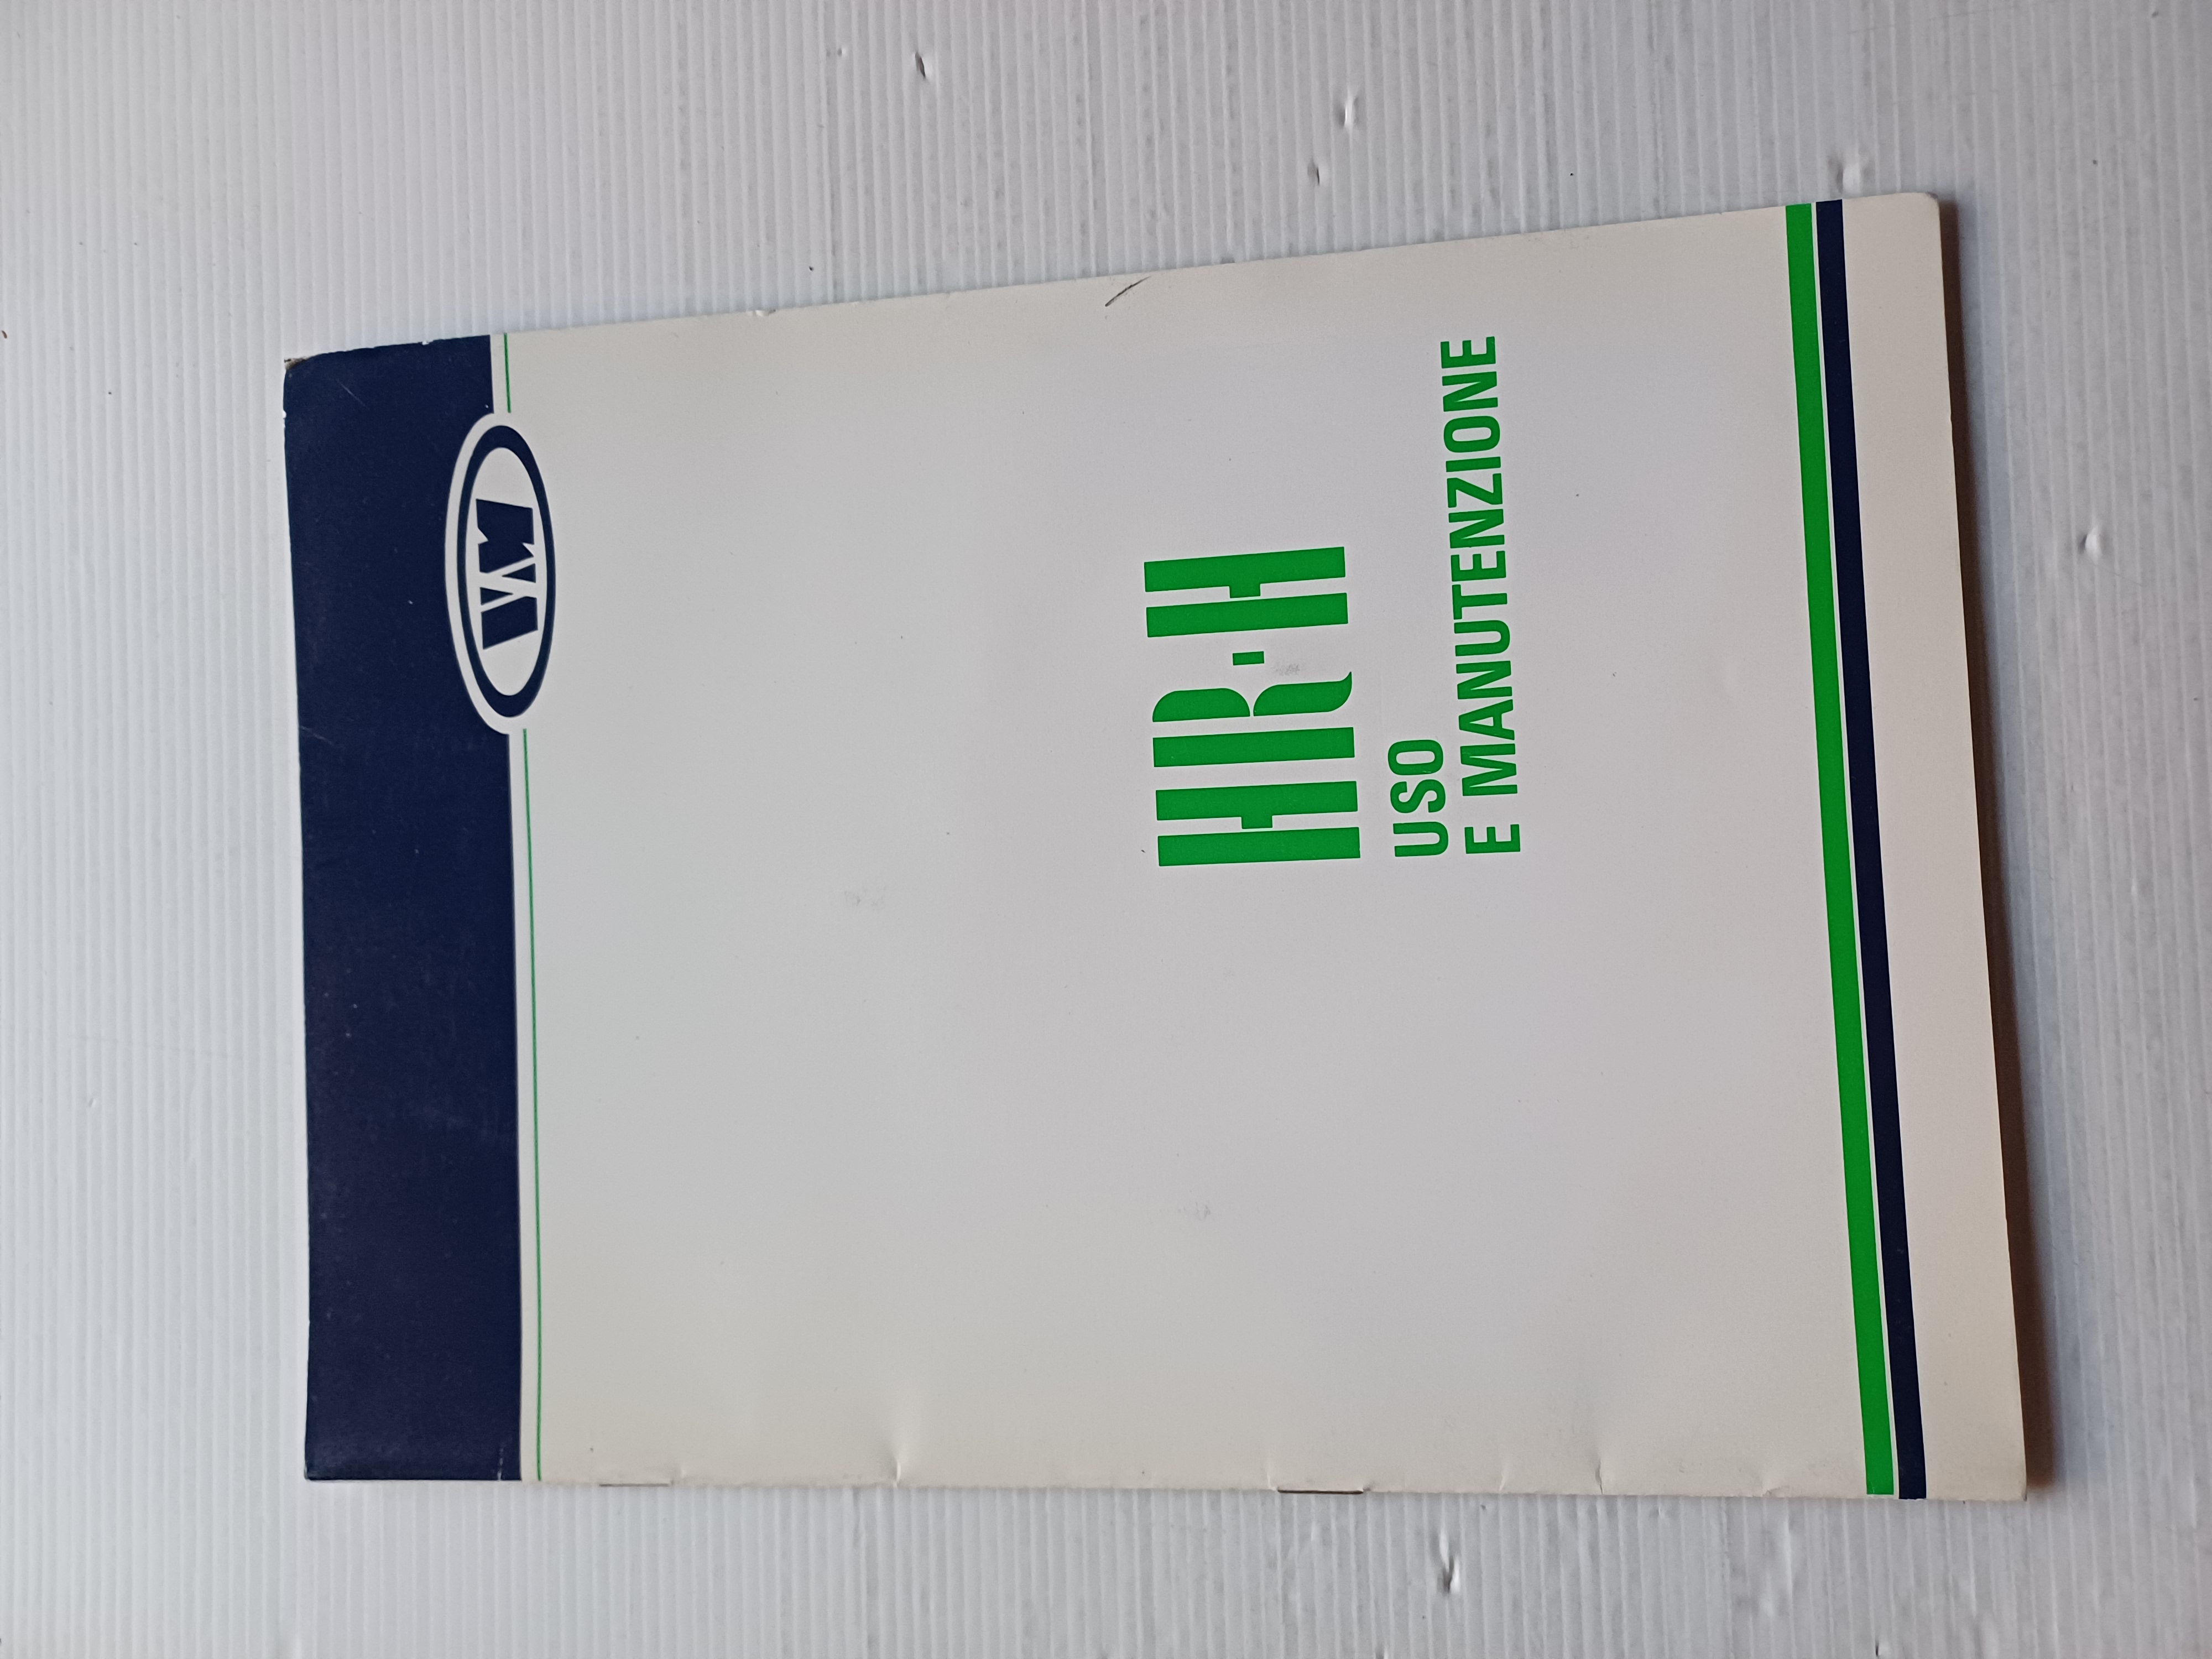 VM
HR-H
USO
E MANUTENZIONE